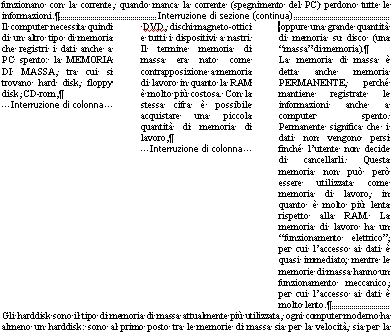 funzionano con la corrente, quando manca la corrente (spegnimento del PC) perdono tutte le
informazioni.¶
Interruzione di sezione (continua)
Il computer necessita quindi
di un altro tipo di memoria
che registri i dati anche a
PC spento: la MEMORIA
DI MASSA, tra cui si
trovano hard disk, floppy
disk, CD-rom,¶
...Interruzione di colonna...
DVD, dischi magneto-ottici
e tutti i dispositivi a nastri.
Il termine memoria di
massa era nato come
contrapposizione a memoria
di lavoro in quanto la RAM
è molto più costosa. Con la
stessa cifra è possibile
acquistare una piccola
quantità di memoria di
lavoro,¶
...Interruzione di colonna...
oppure una grande quantità
di memoria su disco (una
“massa” di memoria).¶
La memoria di massa è
detta anche memoria
PERMANENTE, perché
mantiene registrate le
informazioni anche a
computer spento.
Permanente significa che i
dati non vengono persi
finché l’utente non decide
di cancellarli. Questa
memoria non può però
essere utilizzata come
memoria di lavoro, in
quanto è molto più lenta
rispetto alla RAM. La
memoria di lavoro ha un
“funzionamento elettrico”,
per cui l’accesso ai dati è
quasi immediato; mentre le
memorie di massa hanno un
funzionamento meccanico,
per cui l’accesso ai dati è
molto lento.¶
Gli hard disk sono il tipo di memoria di massa attualmente più utilizzata, ogni computer moderno ha
almeno un hard disk: sono al primo posto tra le memorie di massa sia per la velocità, sia per la